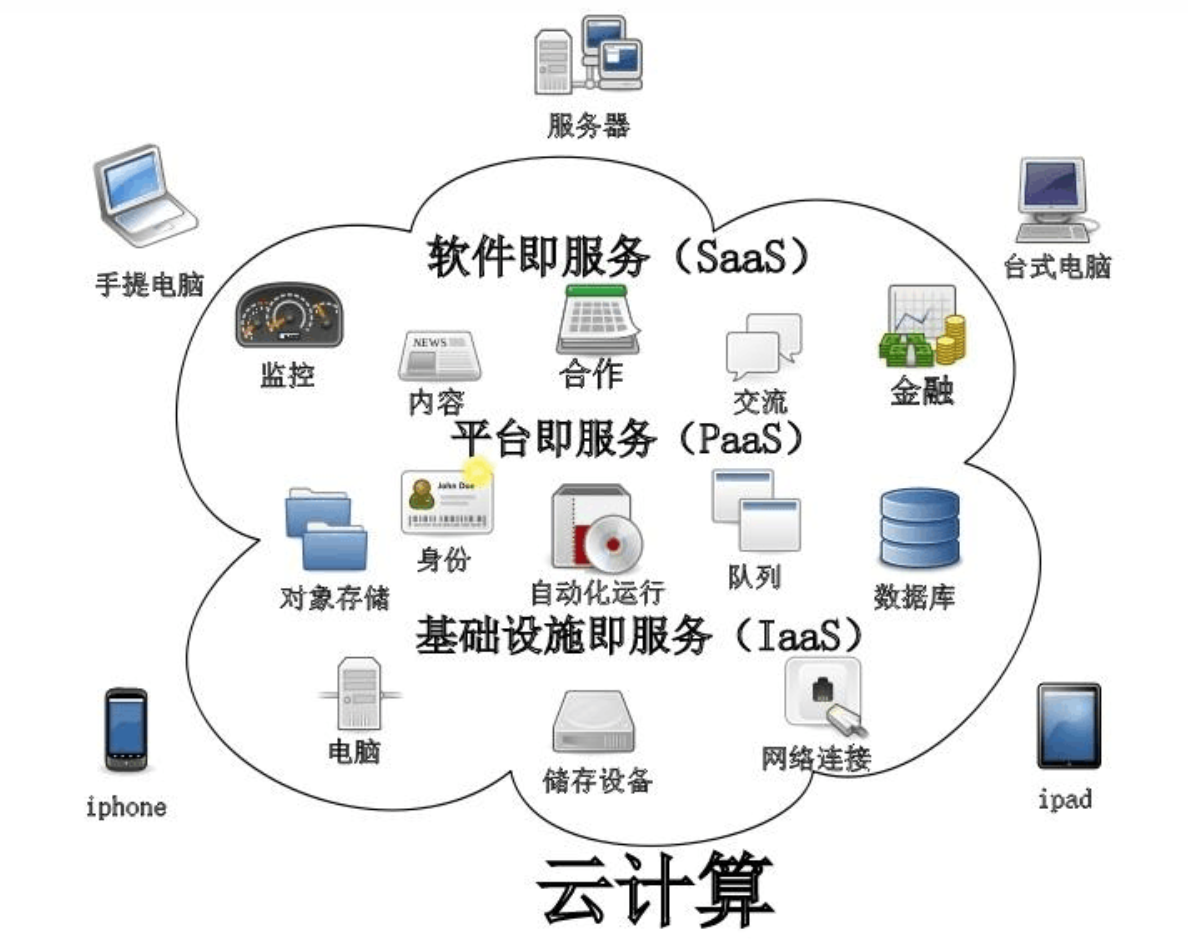 服务器
手提电脑
台式电脑
软件即服务（SaaS）
监控
NEWS
内容
合作
交流
金融
平台即服务（PaaS）
John Doe
对象存储
身份
自动化运行
队列
数据库
基础设施即服务（IaaS）
电脑
储存设备
网络连接
iphone
ipad
云计算